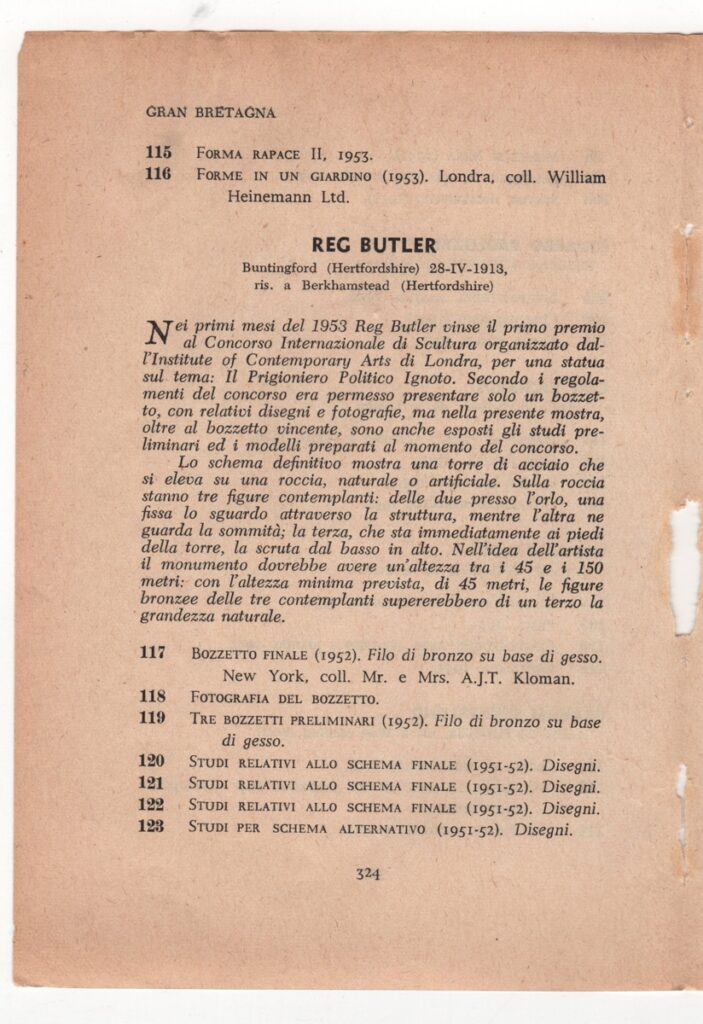 GRAN BRETAGNA
115 FORMA RAPACE II, 1953.
116 FORME IN UN GIARDINO (1953). Londra, coll. William
Heinemann Ltd.
REG BUTLER
Buntingford (Hertfordshire) 28-IV-1913,
ris. a Berkhamstead (Hertfordshire)
Nei primi mesi del 1953 Reg Butler vinse il primo premio
al Concorso Internazionale di Scultura organizzato dal-
l'Institute of Contemporary Arts di Londra, per una statua
sul tema: Il Prigioniero Politico Ignoto. Secondo i regola-
menti del concorso era permesso presentare solo un bozzet-
to, con relativi disegni e fotografie, ma nella presente mostra,
oltre al bozzetto vincente, sono anche esposti gli studi pre-
liminari ed i modelli preparati al momento del concorso.
Lo schema definitivo mostra una torre di acciaio che
si eleva su una roccia, naturale o artificiale. Sulla roccia
stanno tre figure contemplanti: delle due presso l'orlo, una
fissa lo sguardo attraverso la struttura, mentre l'altra ne
guarda la sommità; la terza, che sta immediatamente ai piedi
della torre, la scruta dal basso in alto. Nell'idea dell'artista
il monumento dovrebbe avere un'altezza tra i 45 e i 150
metri: con l'altezza minima prevista, di 45 metri, le figure
bronzee delle tre contemplanti supererebbero di un terzo la
grandezza naturale.
117 BOZZETTO FINALE (1952). Filo di bronzo su base di gesso.
New York, coll. Mr. e Mrs. A.J.T. Kloman.
118 FOTOGRAFIA DEL BOZZETTO.
119 TRE BOZZETTI PRELIMINARI (1952). Filo di bronzo su base
di gesso.
120 STUDI RELATIVI ALLO SCHEMA FINALE (1951-52). Disegni.
121 STUDI RELATIVI ALLO SCHEMA FINALE (1951-52). Disegni.
122 STUDI RELATIVI ALLO SCHEMA FINALE (1951-52). Disegni.
123 STUDI PER SCHEMA ALTERNATIVO (1951-52). Disegni.
324